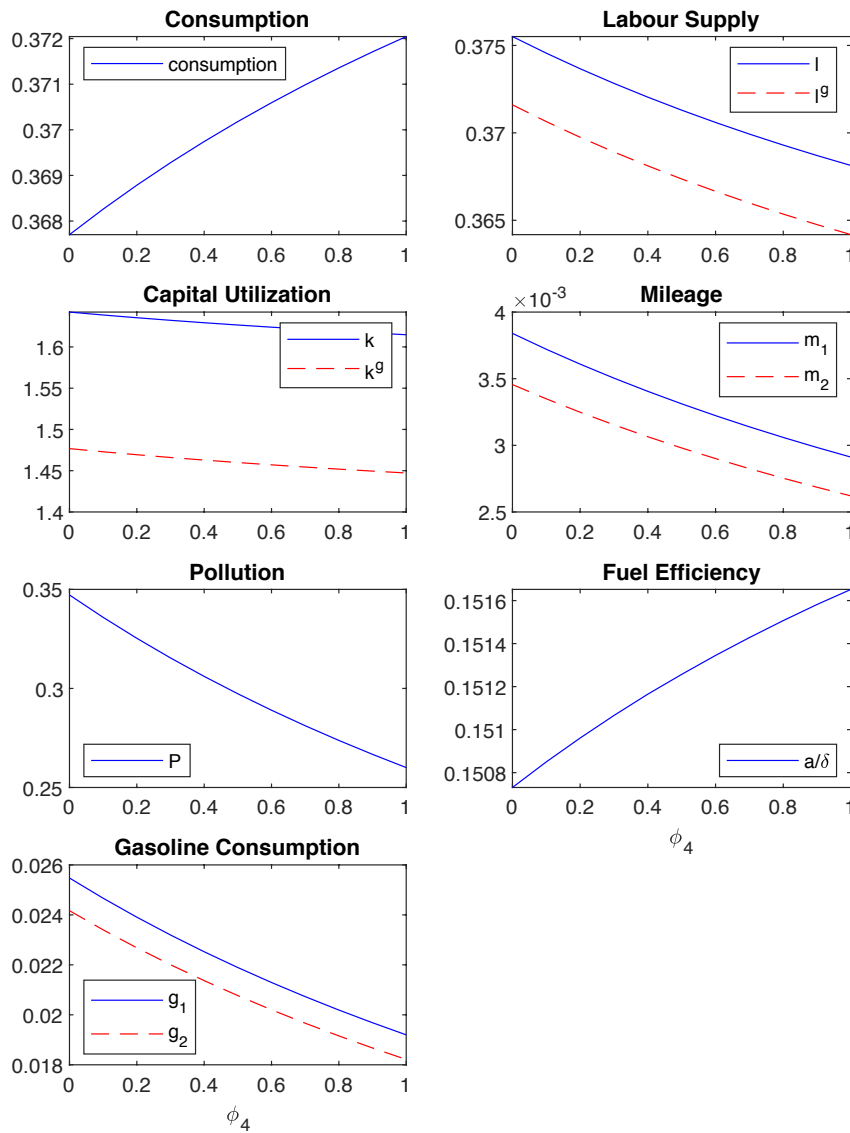 Consumption
0.372
0.371
0.37
0.369
0.368
consumption
0 0.2 0.4 0.6 0.8 1
Labour Supply
0.375
0.37
0.365
l
l^g
0 0.2 0.4 0.6 0.8 1
Capital Utilization
1.6
1.55
1.5
1.45
1.4
k
k^g
0 0.2 0.4 0.6 0.8 1
Mileage
×10^-3
4
3.5
3
2.5
m_1
m_2
0 0.2 0.4 0.6 0.8 1
Pollution
0.35
0.3
0.25
P
0 0.2 0.4 0.6 0.8 1
Fuel Efficiency
0.1516
0.1514
0.1512
0.151
0.1508
a/δ
0 0.2 0.4 0.6 0.8 1
ϕ_4
Gasoline Consumption
0.026
0.024
0.022
0.02
0.018
g_1
g_2
0 0.2 0.4 0.6 0.8 1
ϕ_4